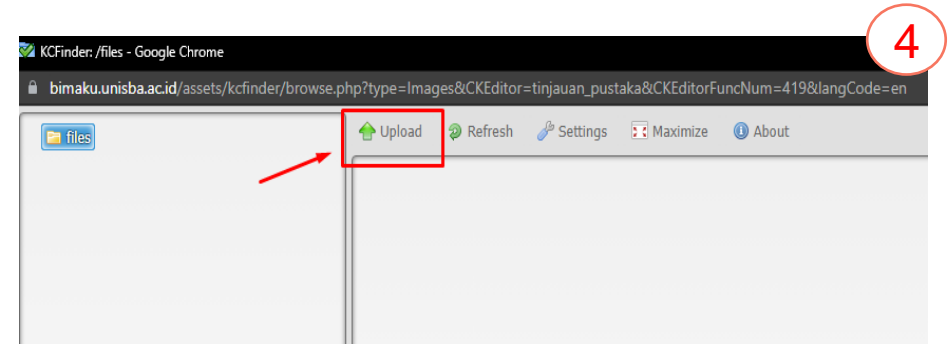 4
KCFinder: /files - Google Chrome
bimaku.unisba.ac.id/assets/kcfinder/browse.php?type=Images&CKEditor=tinjauan_pustaka&CKEditorFuncNum=419&langCode=en
files
Upload Refresh Settings Maximize About